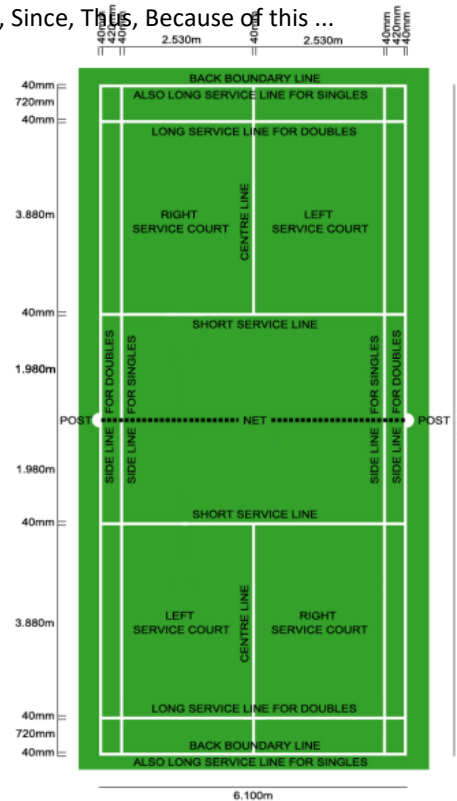 , Since, Thus, Because of this ...
40mm 420mm 40mm 2.530m 40mm 2.530m 40mm 420mm 40mm
BACK BOUNDARY LINE
40mm
ALSO LONG SERVICE LINE FOR SINGLES
720mm
40mm
LONG SERVICE LINE FOR DOUBLES
3.880m
RIGHT
SERVICE COURT
CENTRE LINE
LEFT
SERVICE COURT
40mm
SHORT SERVICE LINE
1.980m
SIDE LINE FOR DOUBLES
SIDE LINE FOR SINGLES
SIDE LINE FOR SINGLES
SIDE LINE FOR DOUBLES
POST NET POST
1.980m
SHORT SERVICE LINE
40mm
3.880m
LEFT
SERVICE COURT
CENTRE LINE
RIGHT
SERVICE COURT
LONG SERVICE LINE FOR DOUBLES
40mm
720mm
BACK BOUNDARY LINE
40mm
ALSO LONG SERVICE LINE FOR SINGLES
6.100m